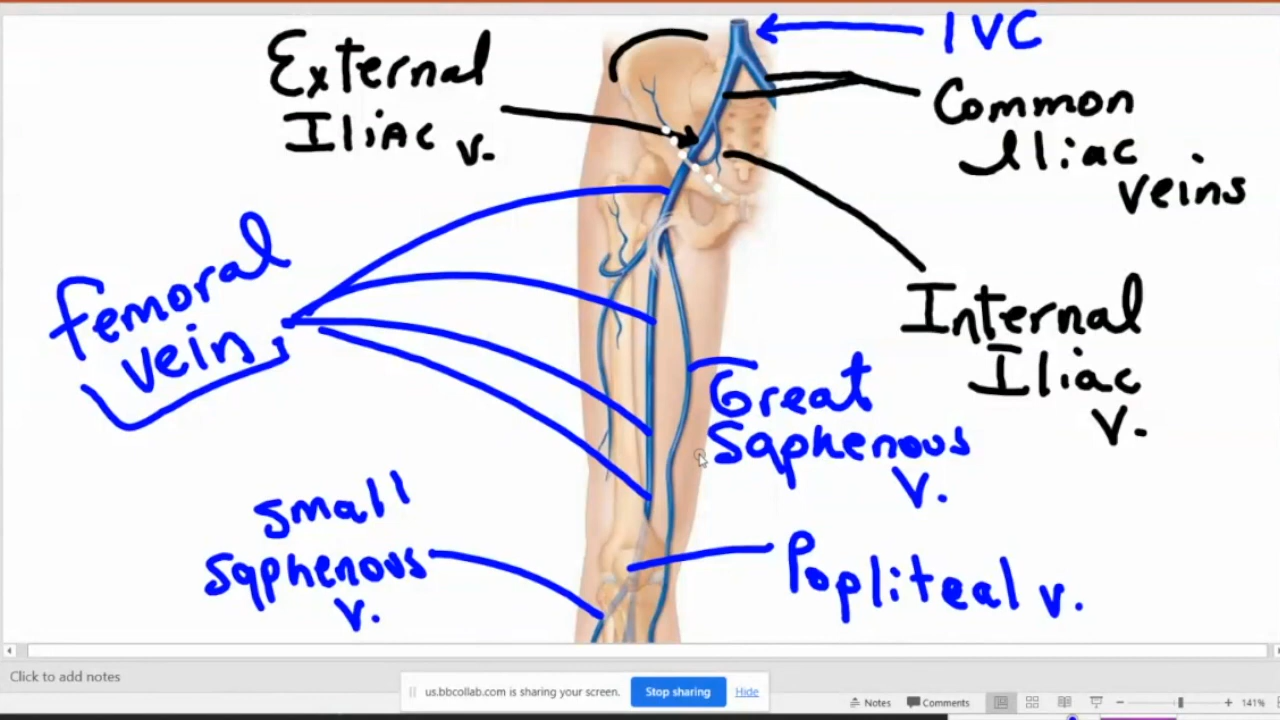 External
Iliac v.
IVC
Common
Iliac
veins
femoral
vein
Internal
Iliac
v.
Great
Saphenous
v.
Small
Saphenous
v.
Popliteal v.
Click to add notes
us.bbcollab.com is sharing your screen.
Stop sharing
Hide
Notes
Comments
141%